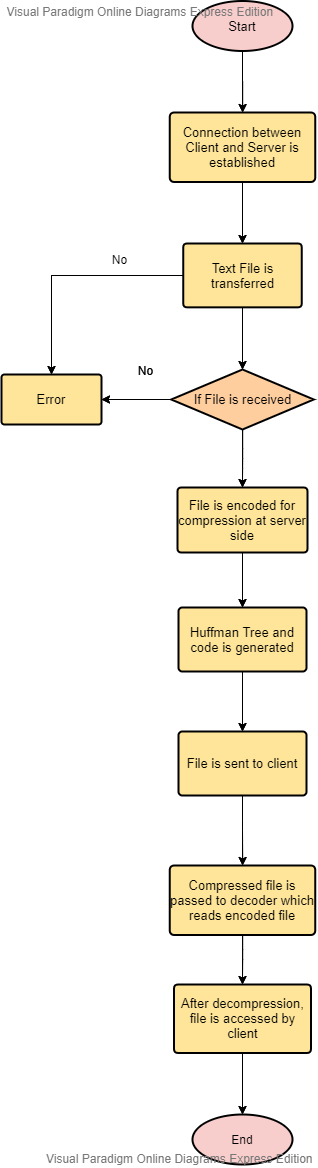 Visual Paradigm Online Diagrams Express Edition
Start
Connection between
Client and Server is
established
Text File is
transferred
No
No
If File is received
Error
File is encoded for
compression at server
side
Huffman Tree and
code is generated
File is sent to client
Compressed file is
passed to decoder which
reads encoded file
After decompression,
file is accessed by
client
End
Visual Paradigm Online Diagrams Express Edition